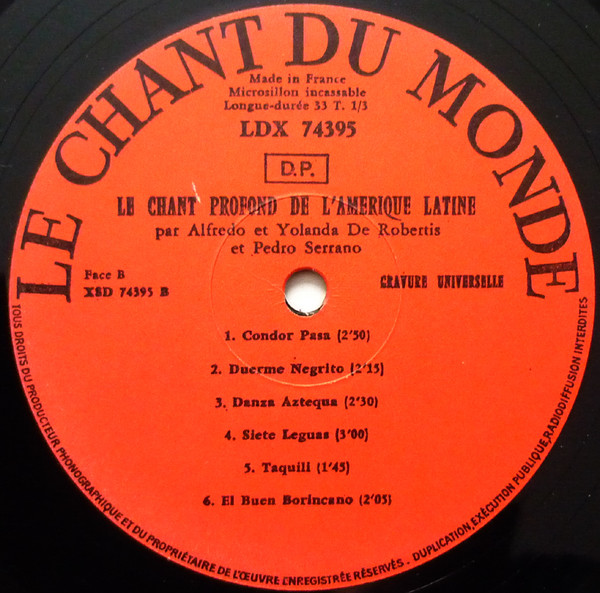 LE CHANT DU MONDE
Made in France
Microsillon incassable
Longue-durée 33 T. 1/3
LDX 74395
D.P.
LE CHANT PROFOND DE L'AMERIQUE LATINE
par Alfredo et Yolanda De Robertis
et Pedro Serrano
Face B
XSD 74395 B
GRAVURE UNIVERSELLE
1. Condor Pasa (2'50)
2. Duerme Negrito (2'15)
3. Danza Aztequa (2'30)
4. Siete Leguas (3'00)
5. Taquili (1'45)
6. El Buen Borincano (2'05)
TOUS DROITS DU PRODUCTEUR PHONOGRAPHIQUE ET DU PROPRIÉTAIRE DE L'ŒUVRE ENREGISTRÉE RÉSERVÉS - DUPLICATION, EXÉCUTION PUBLIQUE, RADIODIFFUSION INTERDITES